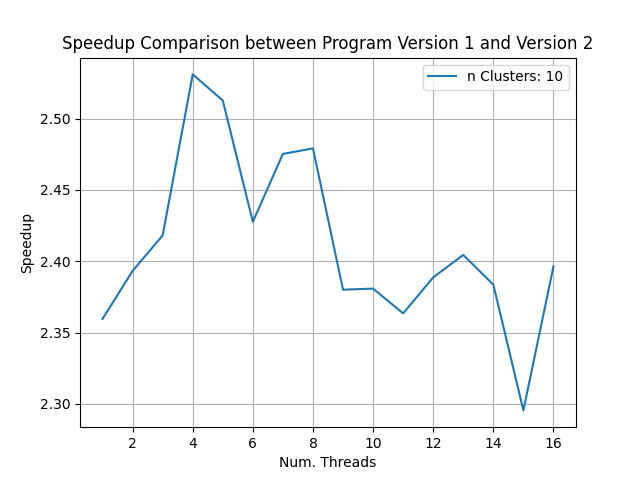 Speedup Comparison between Program Version 1 and Version 2
n Clusters: 10
2.50
2.45
2.40
2.35
2.30
Speedup
2 4 6 8 10 12 14 16
Num. Threads